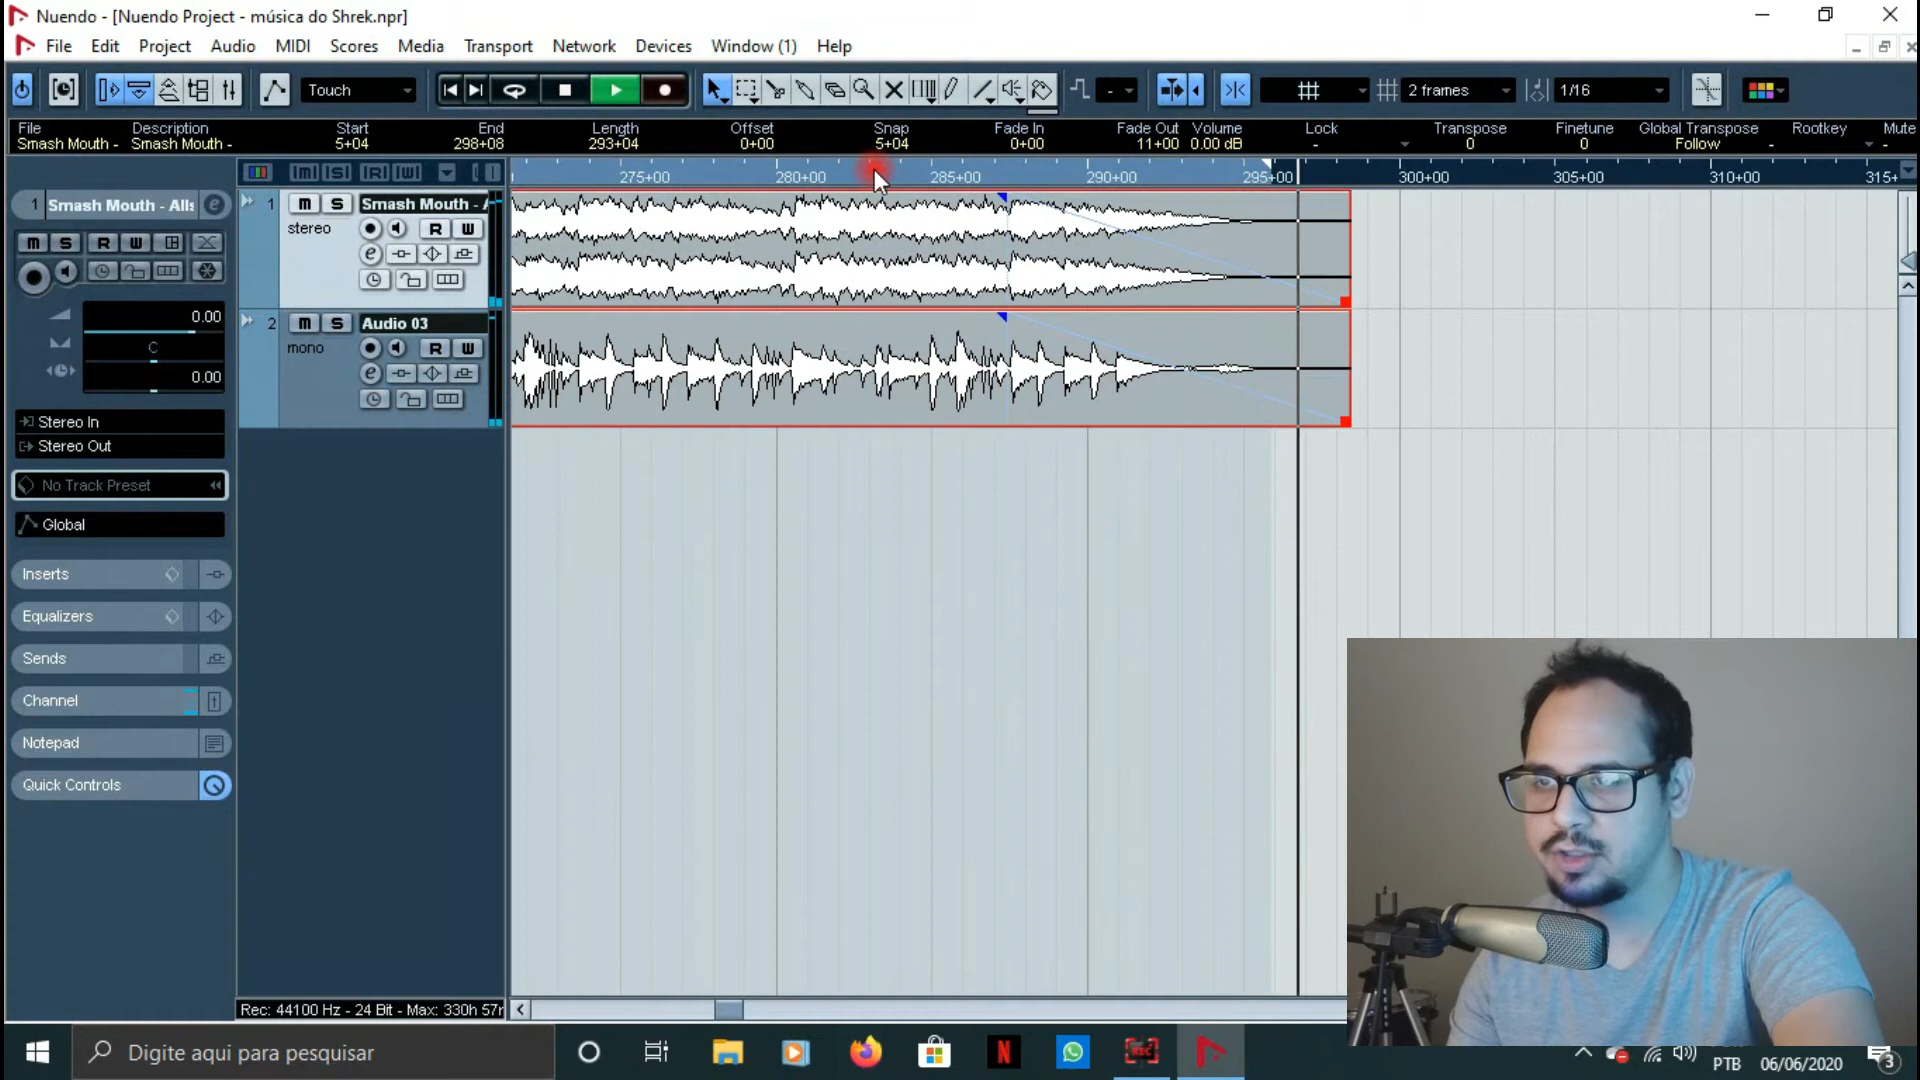 Nuendo - [Nuendo Project - música do Shrek.npr]
File Edit Project Audio MIDI Scores Media Transport Network Devices Window (1) Help
Touch
-
2 frames
1/16
File Description Start End Length Offset Snap Fade In Fade Out Volume Lock Transpose Finetune Global Transpose Rootkey Mute
Smash Mouth - Smash Mouth - 5+04 298+08 293+04 0+00 5+04 0+00 11+00 0.00 dB - 0 0 Follow - -
[M] [S] [R] [W]
275+00 280+00 285+00 290+00 295+00 300+00 305+00 310+00 315+
1 Smash Mouth - Alls e
M S R W
0.00
C
0.00
Stereo In
Stereo Out
No Track Preset
Global
Inserts
Equalizers
Sends
Channel
Notepad
Quick Controls
1 M S Smash Mouth - A
stereo R W
e
2 M S Audio 03
mono R W
e
Rec: 44100 Hz - 24 Bit - Max: 330h 57
Digite aqui para pesquisar
N
REC
PTB
06/06/2020
3